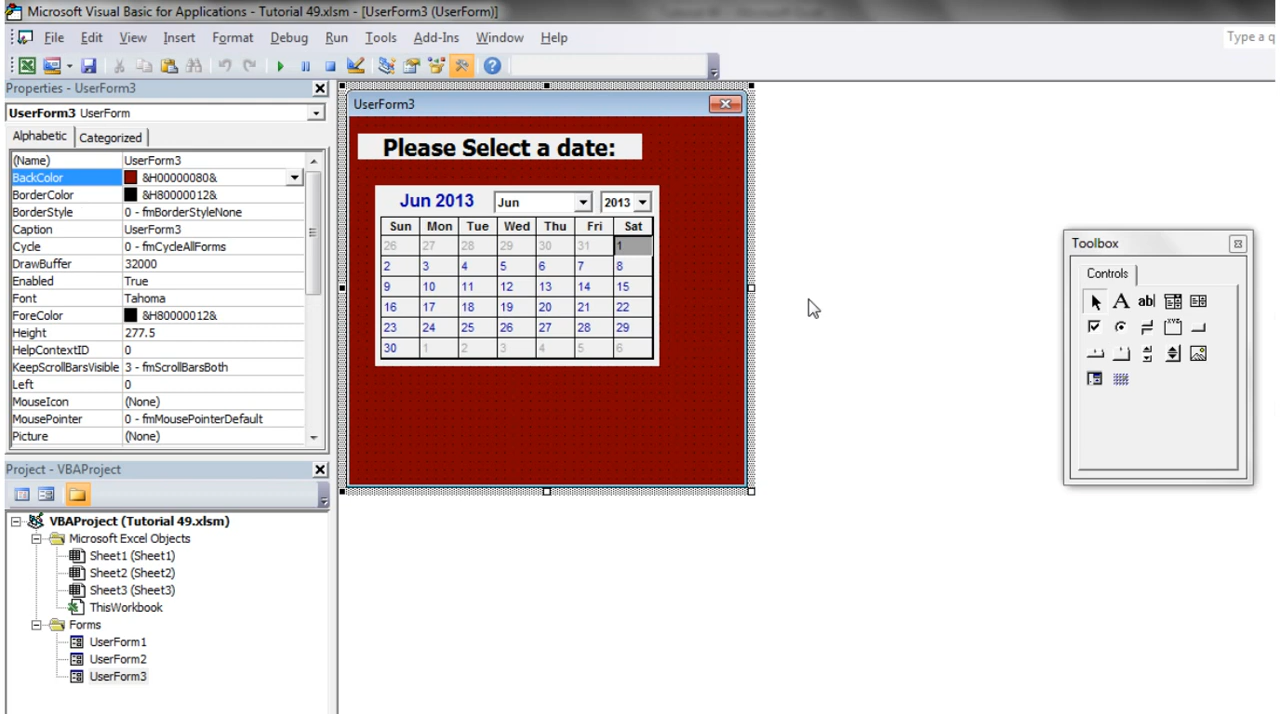 Microsoft Visual Basic for Applications - Tutorial 49.xlsm - [UserForm3 (UserForm)]
File Edit View Insert Format Debug Run Tools Add-Ins Window Help
Type a q
Properties - UserForm3
UserForm3 UserForm
Alphabetic Categorized
(Name) UserForm3
BackColor &H00000080&
BorderColor &H80000012&
BorderStyle 0 - fmBorderStyleNone
Caption UserForm3
Cycle 0 - fmCycleAllForms
DrawBuffer 32000
Enabled True
Font Tahoma
ForeColor &H80000012&
Height 277.5
HelpContextID 0
KeepScrollBarsVisible 3 - fmScrollBarsBoth
Left 0
MouseIcon (None)
MousePointer 0 - fmMousePointerDefault
Picture (None)
Project - VBAProject
VBAProject (Tutorial 49.xlsm)
Microsoft Excel Objects
Sheet1 (Sheet1)
Sheet2 (Sheet2)
Sheet3 (Sheet3)
ThisWorkbook
Forms
UserForm1
UserForm2
UserForm3
UserForm3
Please Select a date:
Jun 2013 Jun 2013
Sun Mon Tue Wed Thu Fri Sat
26 27 28 29 30 31 1
2 3 4 5 6 7 8
9 10 11 12 13 14 15
16 17 18 19 20 21 22
23 24 25 26 27 28 29
30 1 2 3 4 5 6
Toolbox
Controls
A abl
XYZ